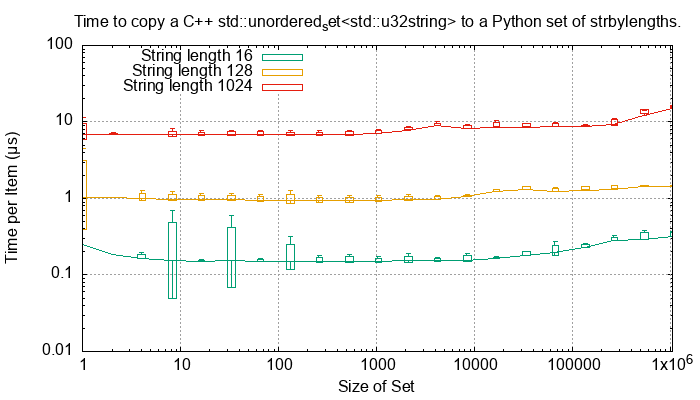 Time to copy a C++ std::unordered_set<std::u32string> to a Python set of strbylengths.
String length 16
String length 128
String length 1024
100
10
1
0.1
0.01
Time per Item (µs)
1 10 100 1000 10000 100000 1x10^6
Size of Set